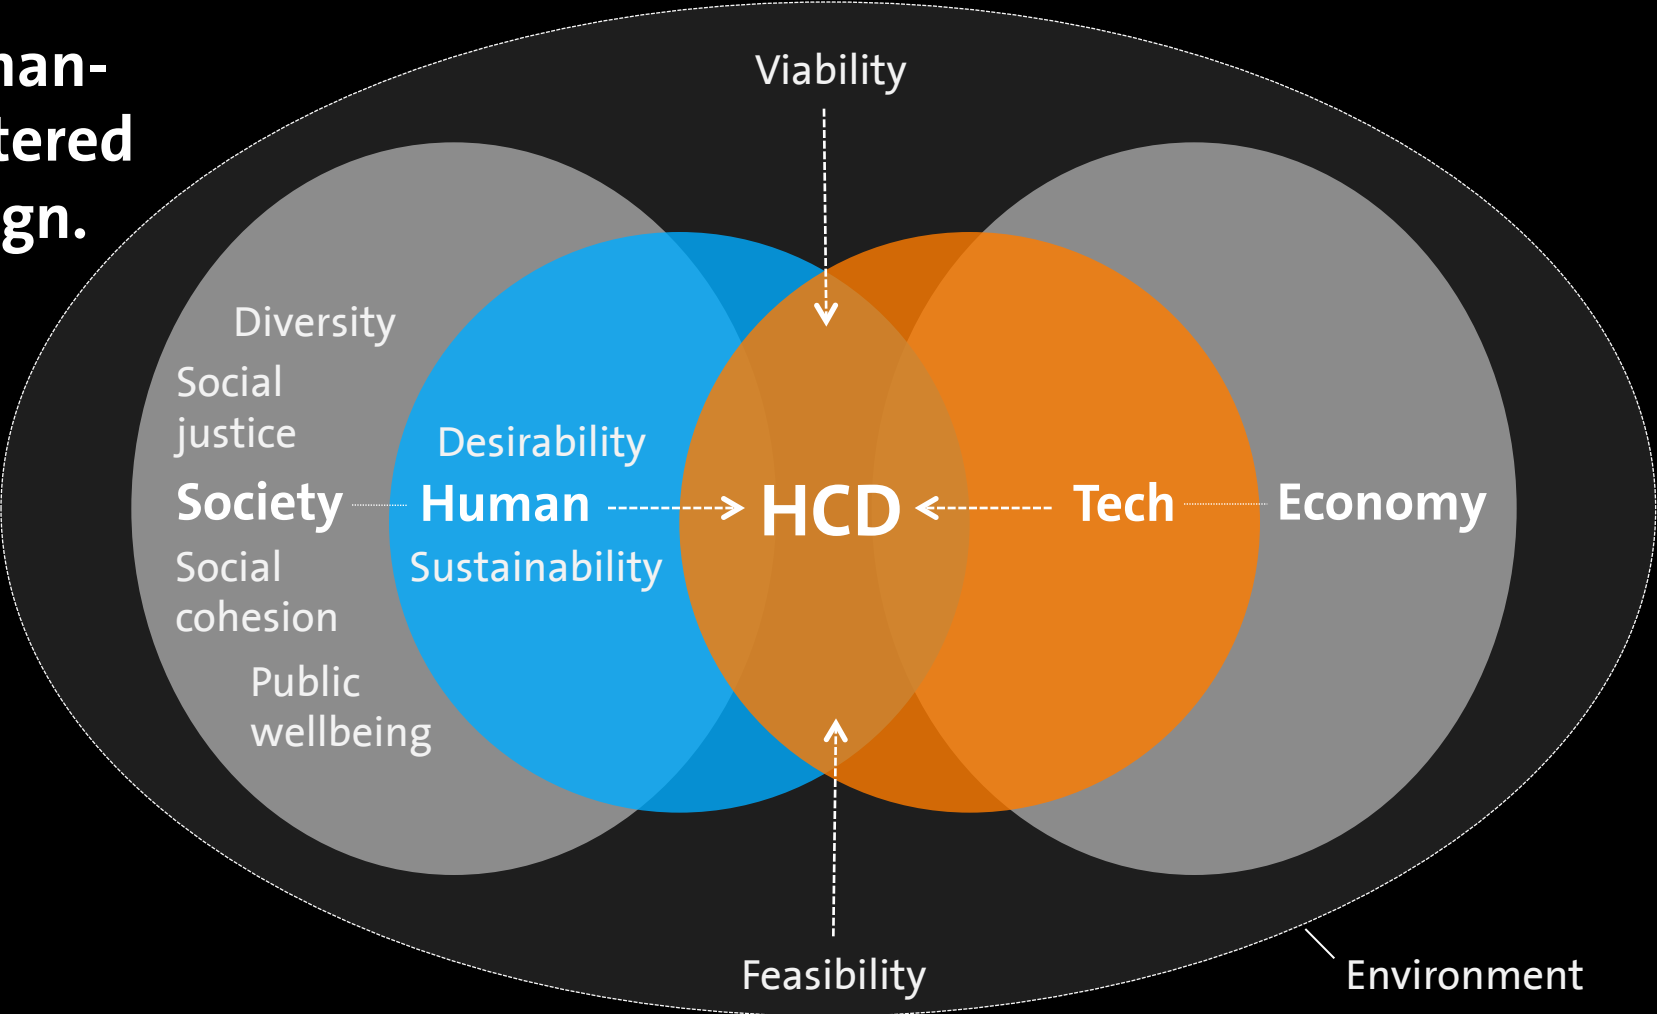 nan-
tered
gn.
Viability
Diversity
Social
justice
Society
Social
cohesion
Public
wellbeing
Desirability
Human
Sustainability
HCD
Tech
Economy
Feasibility
Environment